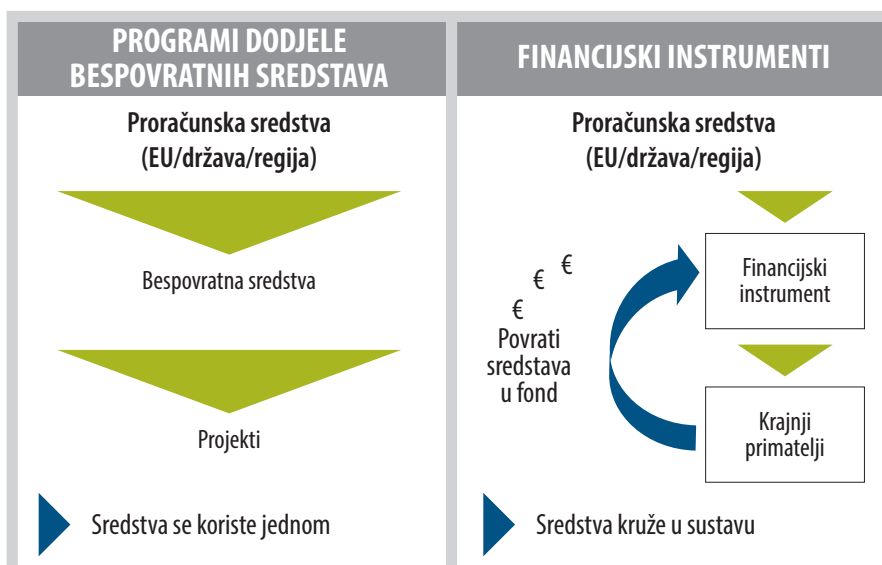 PROGRAMI DODJELE
BESPOVRATNIH SREDSTAVA
Proračunska sredstva
(EU/država/regija)
Bespovratna sredstva
Projekti
Sredstva se koriste jednom
FINANCIJSKI INSTRUMENTI
Proračunska sredstva
(EU/država/regija)
Financijski
instrument
€
€
€
Povrati
sredstava
u fond
Krajnji
primatelji
Sredstva kruže u sustavu